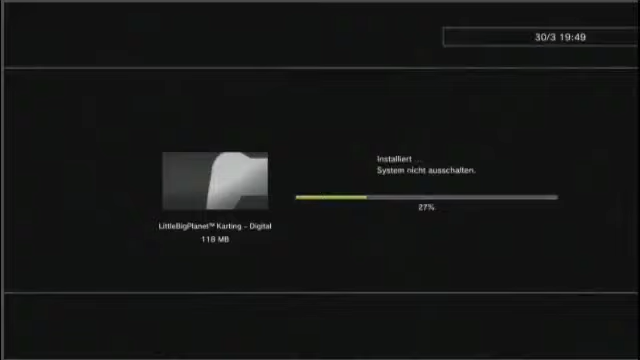 30/3 19:49
Installiert ...
System nicht ausschalten.
27%
LittleBigPlanet™ Karting - Digital
118 MB